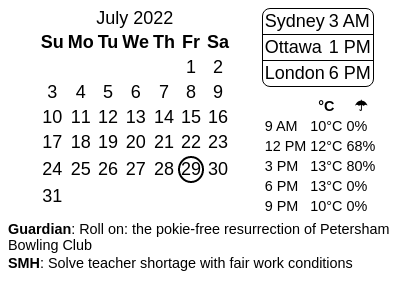 July 2022
Su Mo Tu We Th Fr Sa
1 2
3 4 5 6 7 8 9
10 11 12 13 14 15 16
17 18 19 20 21 22 23
24 25 26 27 28 29 30
31
Sydney 3 AM
Ottawa 1 PM
London 6 PM
°C ☂
9 AM 10°C 0%
12 PM 12°C 68%
3 PM 13°C 80%
6 PM 13°C 0%
9 PM 10°C 0%
Guardian: Roll on: the pokie-free resurrection of Petersham
Bowling Club
SMH: Solve teacher shortage with fair work conditions